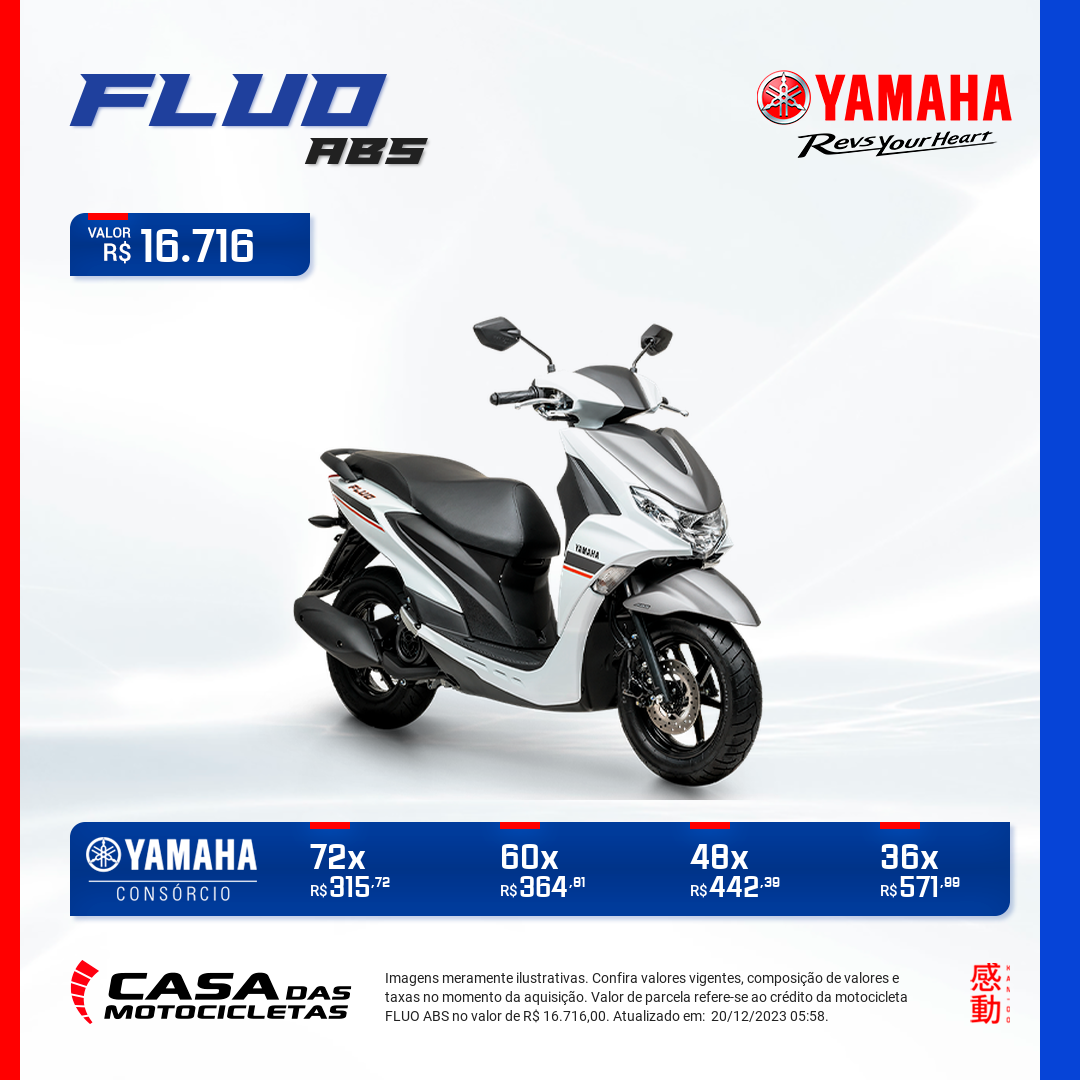 FLUO
ABS
YAMAHA
Revs Your Heart
VALOR
R$ 16.716
FLUO
YAMAHA
YAMAHA
CONSÓRCIO
72x
R$ 315,72
60x
R$ 364,81
48x
R$ 442,39
36x
R$ 571,99
CASA DAS
MOTOCICLETAS
Imagens meramente ilustrativas. Confira valores vigentes, composição de valores e
taxas no momento da aquisição. Valor de parcela refere-se ao crédito da motocicleta
FLUO ABS no valor de R$ 16.716,00. Atualizado em: 20/12/2023 05:58.
感動